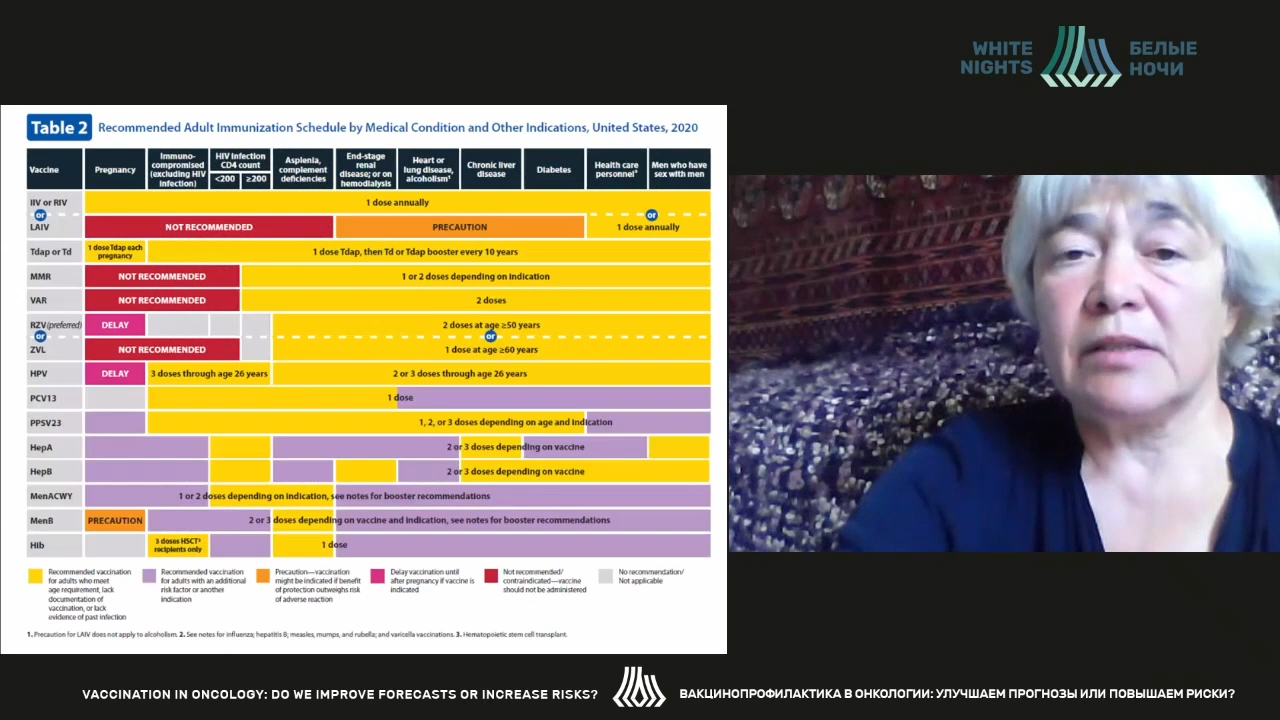 WHITE
NIGHTS
БЕЛЫЕ
НОЧИ
Table 2 Recommended Adult Immunization Schedule by Medical Condition and Other Indications, United States, 2020
Vaccine
Pregnancy
Immuno-
compromised
(excluding HIV
infection)
HIV infection
CD4 count
<200 ≥200
Asplenia,
complement
deficiencies
End-stage
renal
disease; or on
hemodialysis
Heart or
lung disease,
alcoholism¹
Chronic liver
disease
Diabetes
Health care
personnel²
Men who have
sex with men
IIV or RIV 1 dose annually
or or
LAIV NOT RECOMMENDED PRECAUTION 1 dose annually
Tdap or Td 1 dose Tdap each
pregnancy
1 dose Tdap, then Td or Tdap booster every 10 years
MMR NOT RECOMMENDED 1 or 2 doses depending on indication
VAR NOT RECOMMENDED 2 doses
RZV (preferred) DELAY 2 doses at age ≥50 years
or or
ZVL NOT RECOMMENDED 1 dose at age ≥60 years
HPV DELAY 3 doses through age 26 years 2 or 3 doses through age 26 years
PCV13 1 dose
PPSV23 1, 2, or 3 doses depending on age and indication
HepA 2 or 3 doses depending on vaccine
HepB 2 or 3 doses depending on vaccine
MenACWY 1 or 2 doses depending on indication, see notes for booster recommendations
MenB PRECAUTION 2 or 3 doses depending on vaccine and indication, see notes for booster recommendations
Hib 3 doses HSCT³
recipients only
1 dose
Recommended vaccination
for adults who meet
age requirement, lack
documentation of
vaccination, or lack
evidence of past infection
Recommended vaccination
for adults with an additional
risk factor or another
indication
Precaution—vaccination
might be indicated if benefit
of protection outweighs risk
of adverse reaction
Delay vaccination until
after pregnancy if vaccine is
indicated
Not recommended/
contraindicated—vaccine
should not be administered
No recommendation/
Not applicable
1. Precaution for LAIV does not apply to alcoholism. 2. See notes for influenza; hepatitis B; measles, mumps, and rubella; and varicella vaccinations. 3. Hematopoietic stem cell transplant.
VACCINATION IN ONCOLOGY: DO WE IMPROVE FORECASTS OR INCREASE RISKS?
ВАКЦИНОПРОФИЛАКТИКА В ОНКОЛОГИИ: УЛУЧШАЕМ ПРОГНОЗЫ ИЛИ ПОВЫШАЕМ РИСКИ?